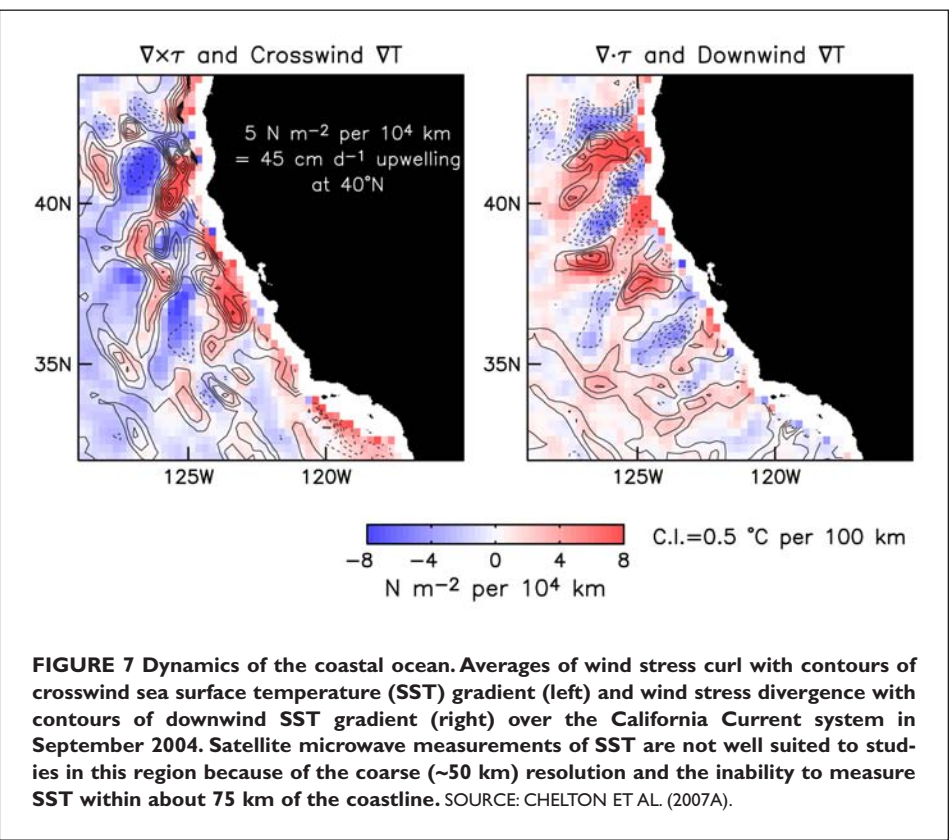 ∇×τ and Crosswind ∇T
5 N m−2 per 10⁴ km
= 45 cm d−1 upwelling
at 40°N
40N
35N
125W 120W
∇·τ and Downwind ∇T
40N
35N
125W 120W
−8 −4 0 4 8
N m−2 per 10⁴ km
C.I.=0.5 °C per 100 km
FIGURE 7 Dynamics of the coastal ocean. Averages of wind stress curl with contours of
crosswind sea surface temperature (SST) gradient (left) and wind stress divergence with
contours of downwind SST gradient (right) over the California Current system in
September 2004. Satellite microwave measurements of SST are not well suited to stud-
ies in this region because of the coarse (~50 km) resolution and the inability to measure
SST within about 75 km of the coastline. SOURCE: CHELTON ET AL. (2007A).